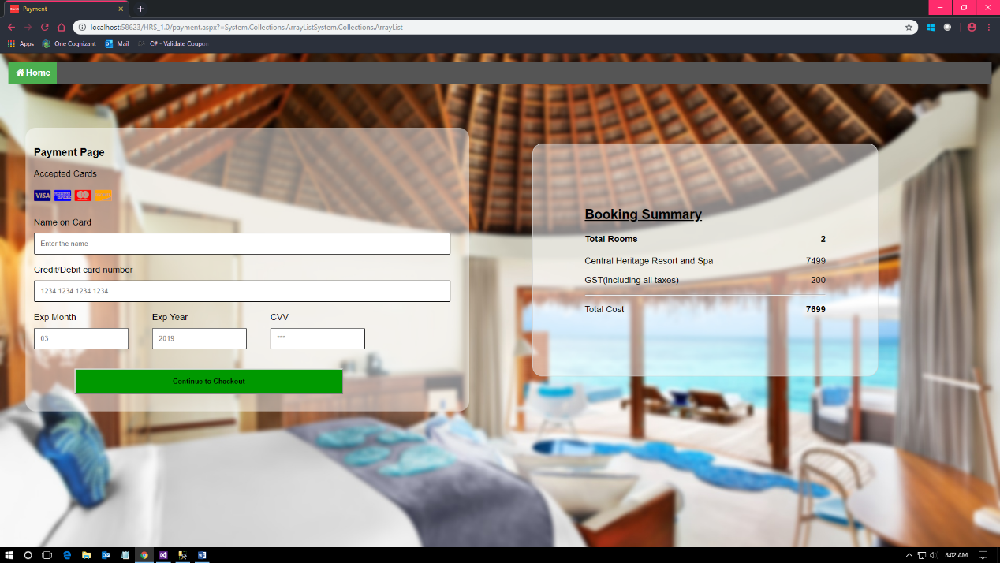 Payment
localhost:58623/HRS_1.0/payment.aspx?=System.Collections.ArrayListSystem.Collections.ArrayList
Apps One Cognizant Mail C# - Validate Coupon
Home
Payment Page
Accepted Cards
VISA
Name on Card
Enter the name
Credit/Debit card number
1234 1234 1234 1234
Exp Month Exp Year CVV
03 2019 ***
Continue to Checkout
Booking Summary
Total Rooms 2
Central Heritage Resort and Spa 7499
GST(including all taxes) 200
Total Cost 7699
8:02 AM